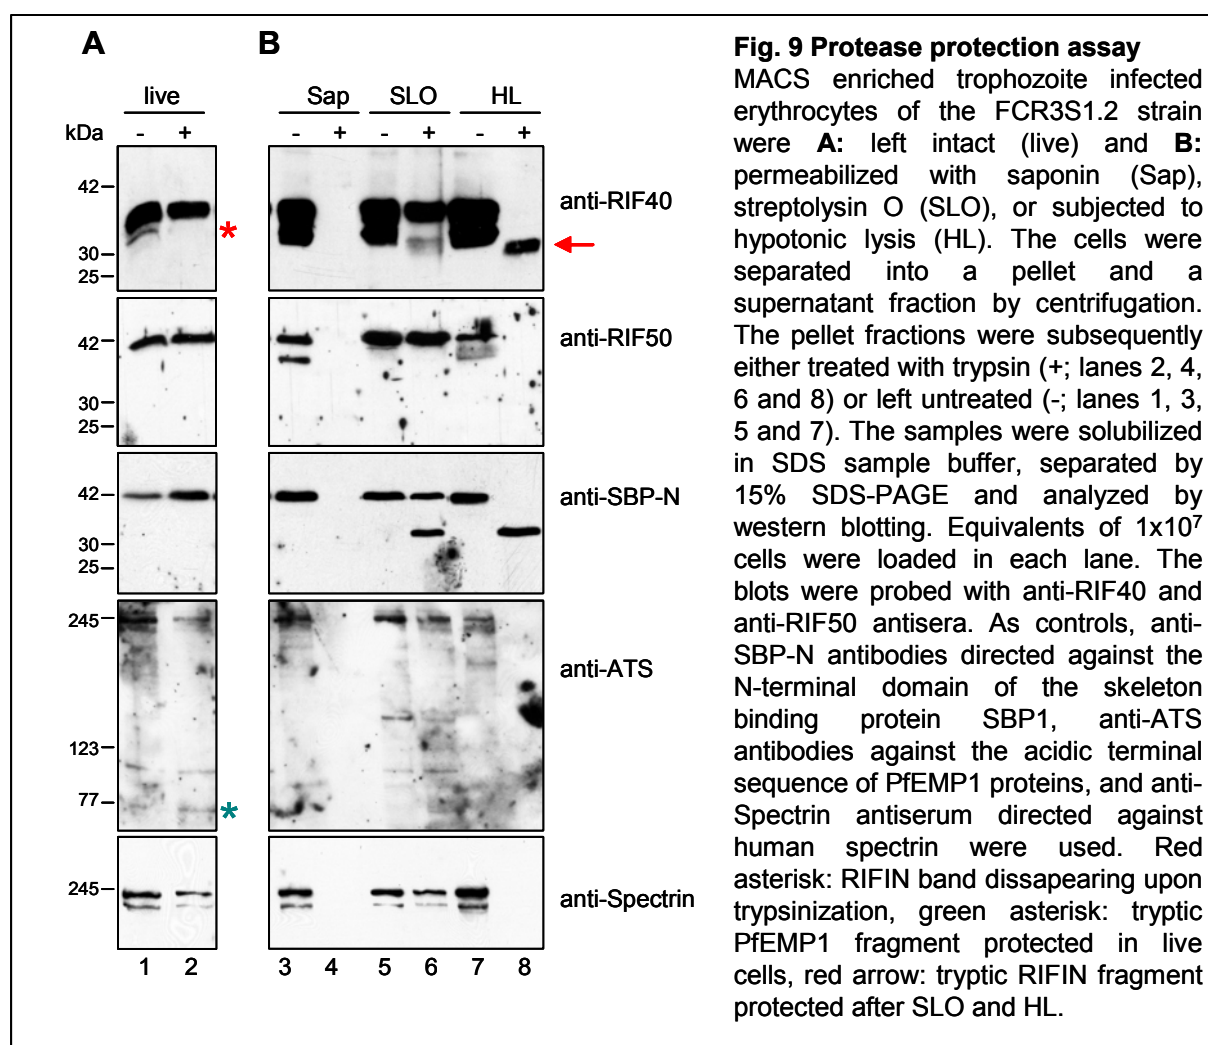 A
B
live
Sap
SLO
HL
kDa
- +
- + - + - +
42
30
25
anti-RIF40
*
42
30
25
anti-RIF50
42
30
25
anti-SBP-N
245
123
77
anti-ATS
*
245
anti-Spectrin
1 2 3 4 5 6 7 8
Fig. 9 Protease protection assay
MACS enriched trophozoite infected
erythrocytes of the FCR3S1.2 strain
were A: left intact (live) and B:
permeabilized with saponin (Sap),
streptolysin O (SLO), or subjected to
hypotonic lysis (HL). The cells were
separated into a pellet and a
supernatant fraction by centrifugation.
The pellet fractions were subsequently
either treated with trypsin (+; lanes 2, 4,
6 and 8) or left untreated (-; lanes 1, 3,
5 and 7). The samples were solubilized
in SDS sample buffer, separated by
15% SDS-PAGE and analyzed by
western blotting. Equivalents of 1x10⁷
cells were loaded in each lane. The
blots were probed with anti-RIF40 and
anti-RIF50 antisera. As controls, anti-
SBP-N antibodies directed against the
N-terminal domain of the skeleton
binding protein SBP1, anti-ATS
antibodies against the acidic terminal
sequence of PfEMP1 proteins, and anti-
Spectrin antiserum directed against
human spectrin were used. Red
asterisk: RIFIN band dissapearing upon
trypsinization, green asterisk: tryptic
PfEMP1 fragment protected in live
cells, red arrow: tryptic RIFIN fragment
protected after SLO and HL.